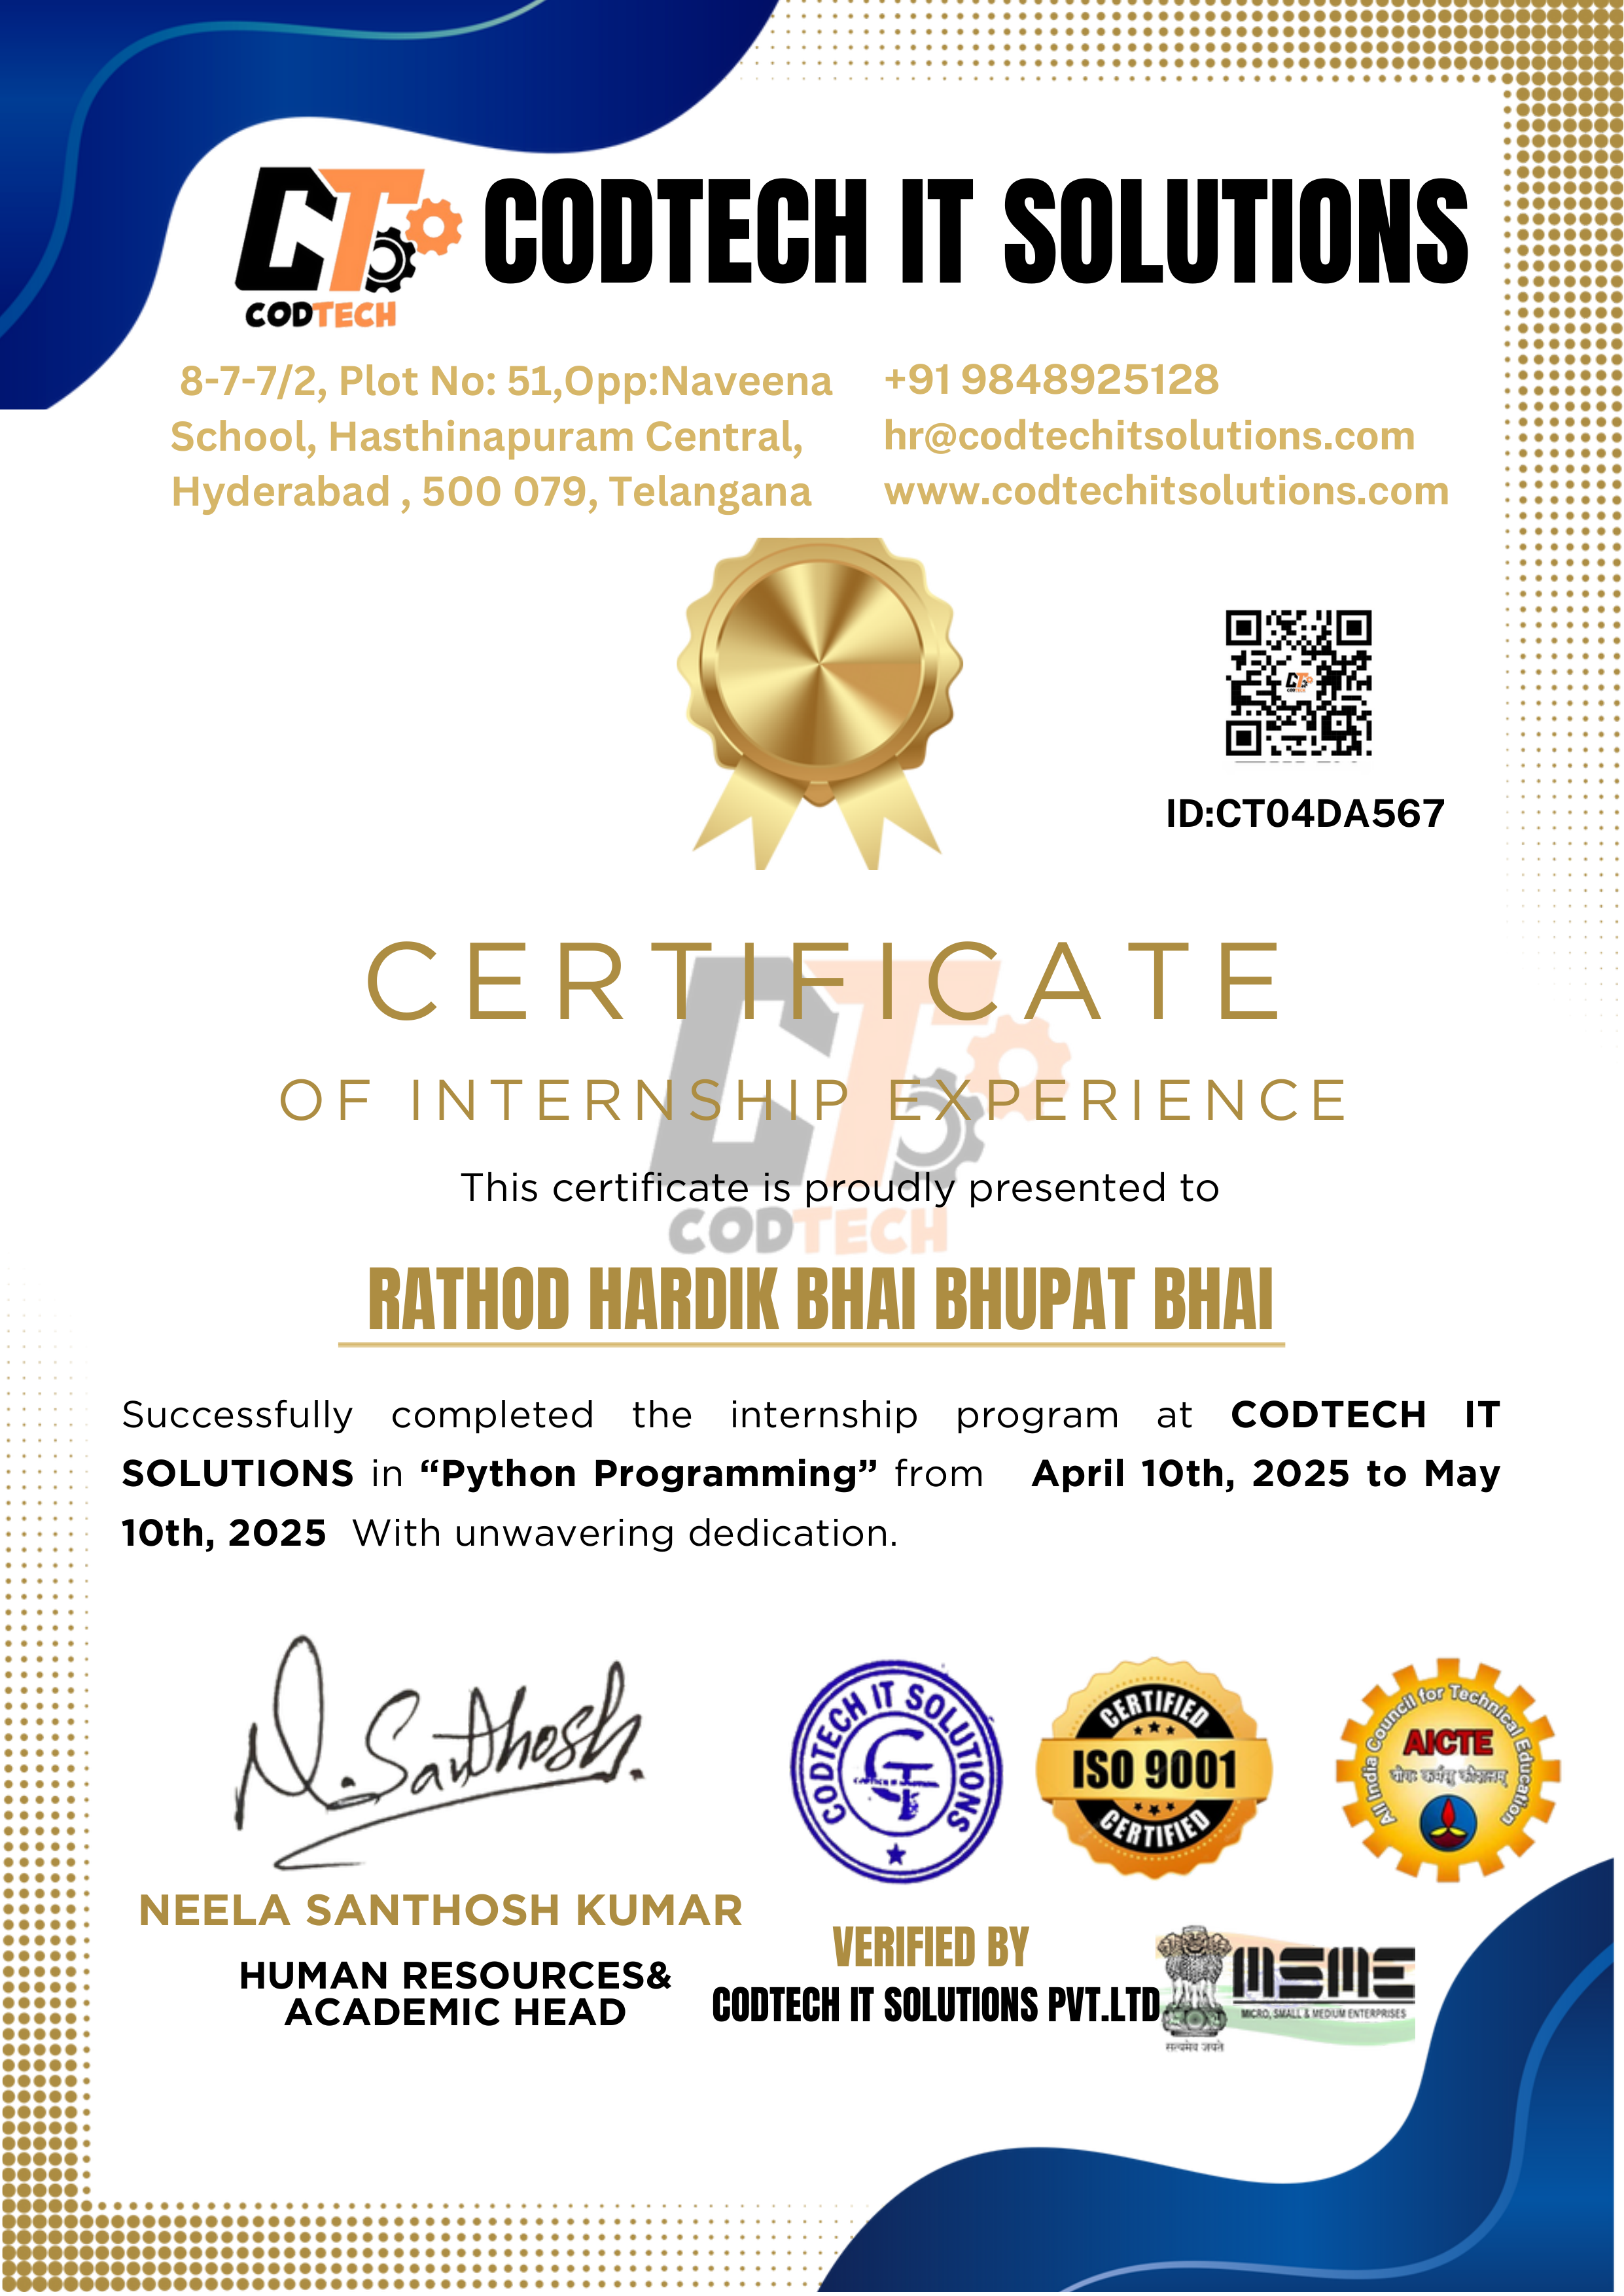 CT
CODTECH
CODTECH IT SOLUTIONS
8-7-7/2, Plot No: 51,Opp:Naveena
School, Hasthinapuram Central,
Hyderabad , 500 079, Telangana
+91 9848925128
hr@codtechitsolutions.com
www.codtechitsolutions.com
ID:CT04DA567
CERTIFICATE
OF INTERNSHIP EXPERIENCE
This certificate is proudly presented to
CODTECH
RATHOD HARDIK BHAI BHUPAT BHAI
Successfully completed the internship program at CODTECH IT
SOLUTIONS in “Python Programming” from April 10th, 2025 to May
10th, 2025 With unwavering dedication.
N.Santhosh.
NEELA SANTHOSH KUMAR
HUMAN RESOURCES&
ACADEMIC HEAD
CODTECH IT SOLUTIONS
CT
CERTIFIED
ISO 9001
CERTIFIED
All India Council for Technical Education
AICTE
योगः कर्मसु कौशलम्
VERIFIED BY
CODTECH IT SOLUTIONS PVT.LTD
MSME
MICRO, SMALL & MEDIUM ENTERPRISES
सत्यमेव जयते